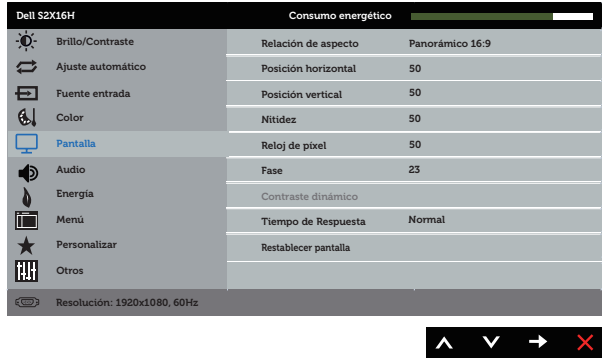 Dell S2X16H Consumo energético
Brillo/Contraste Relación de aspecto Panorámico 16:9
Ajuste automático Posición horizontal 50
Fuente entrada Posición vertical 50
Color Nitidez 50
Pantalla Reloj de píxel 50
Audio Fase 23
Energía Contraste dinámico
Menú Tiempo de Respuesta Normal
Personalizar Restablecer pantalla
Otros
Resolución: 1920x1080, 60Hz